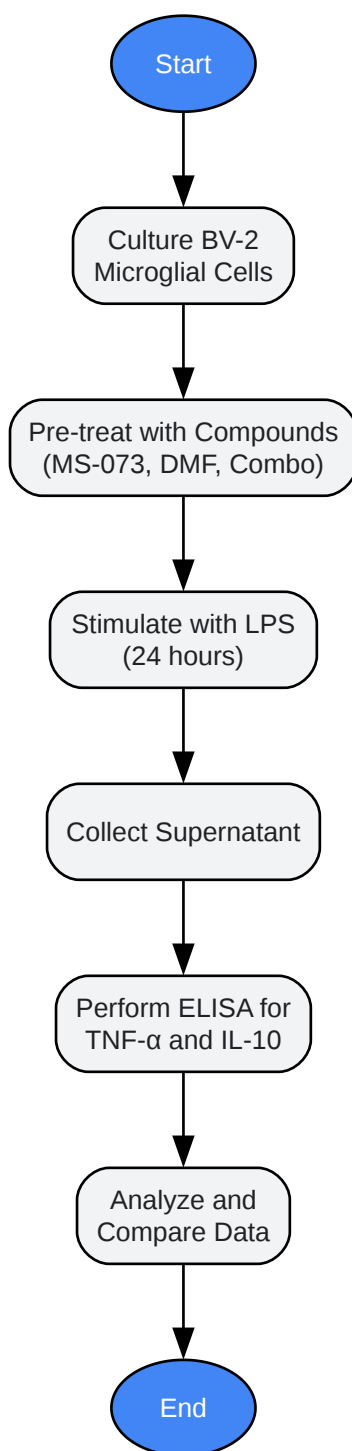 Start
Culture BV-2
Microglial Cells
Pre-treat with Compounds
(MS-073, DMF, Combo)
Stimulate with LPS
(24 hours)
Collect Supernatant
Perform ELISA for
TNF-α and IL-10
Analyze and
Compare Data
End